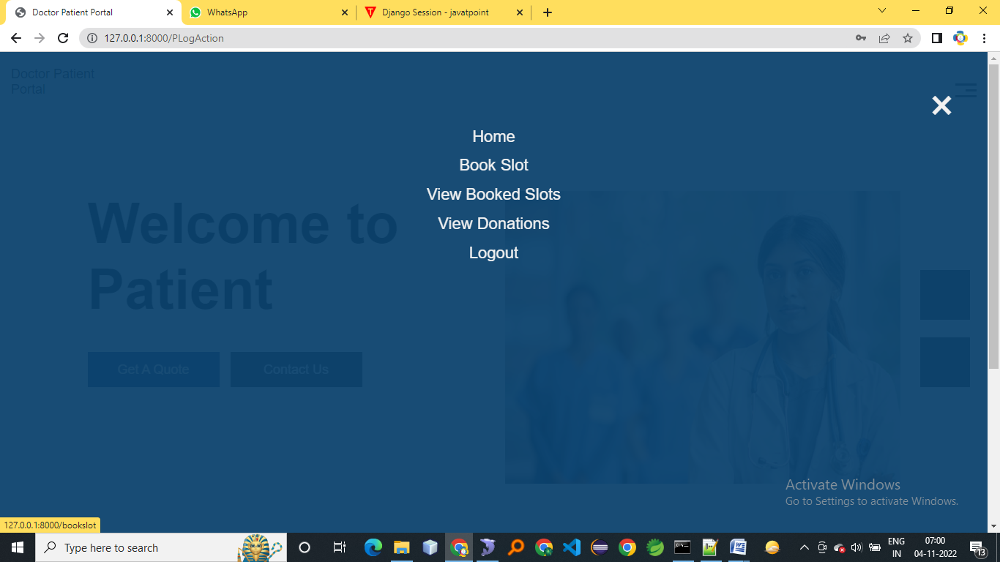 Doctor Patient Portal
WhatsApp
Django Session - javatpoint
127.0.0.1:8000/PLogAction
Doctor Patient
Portal
Home
Book Slot
View Booked Slots
View Donations
Logout
Welcome to
Patient
Get A Quote
Contact Us
Activate Windows
Go to Settings to activate Windows.
127.0.0.1:8000/bookslot
Type here to search
ENG
IN
07:00
04-11-2022
13